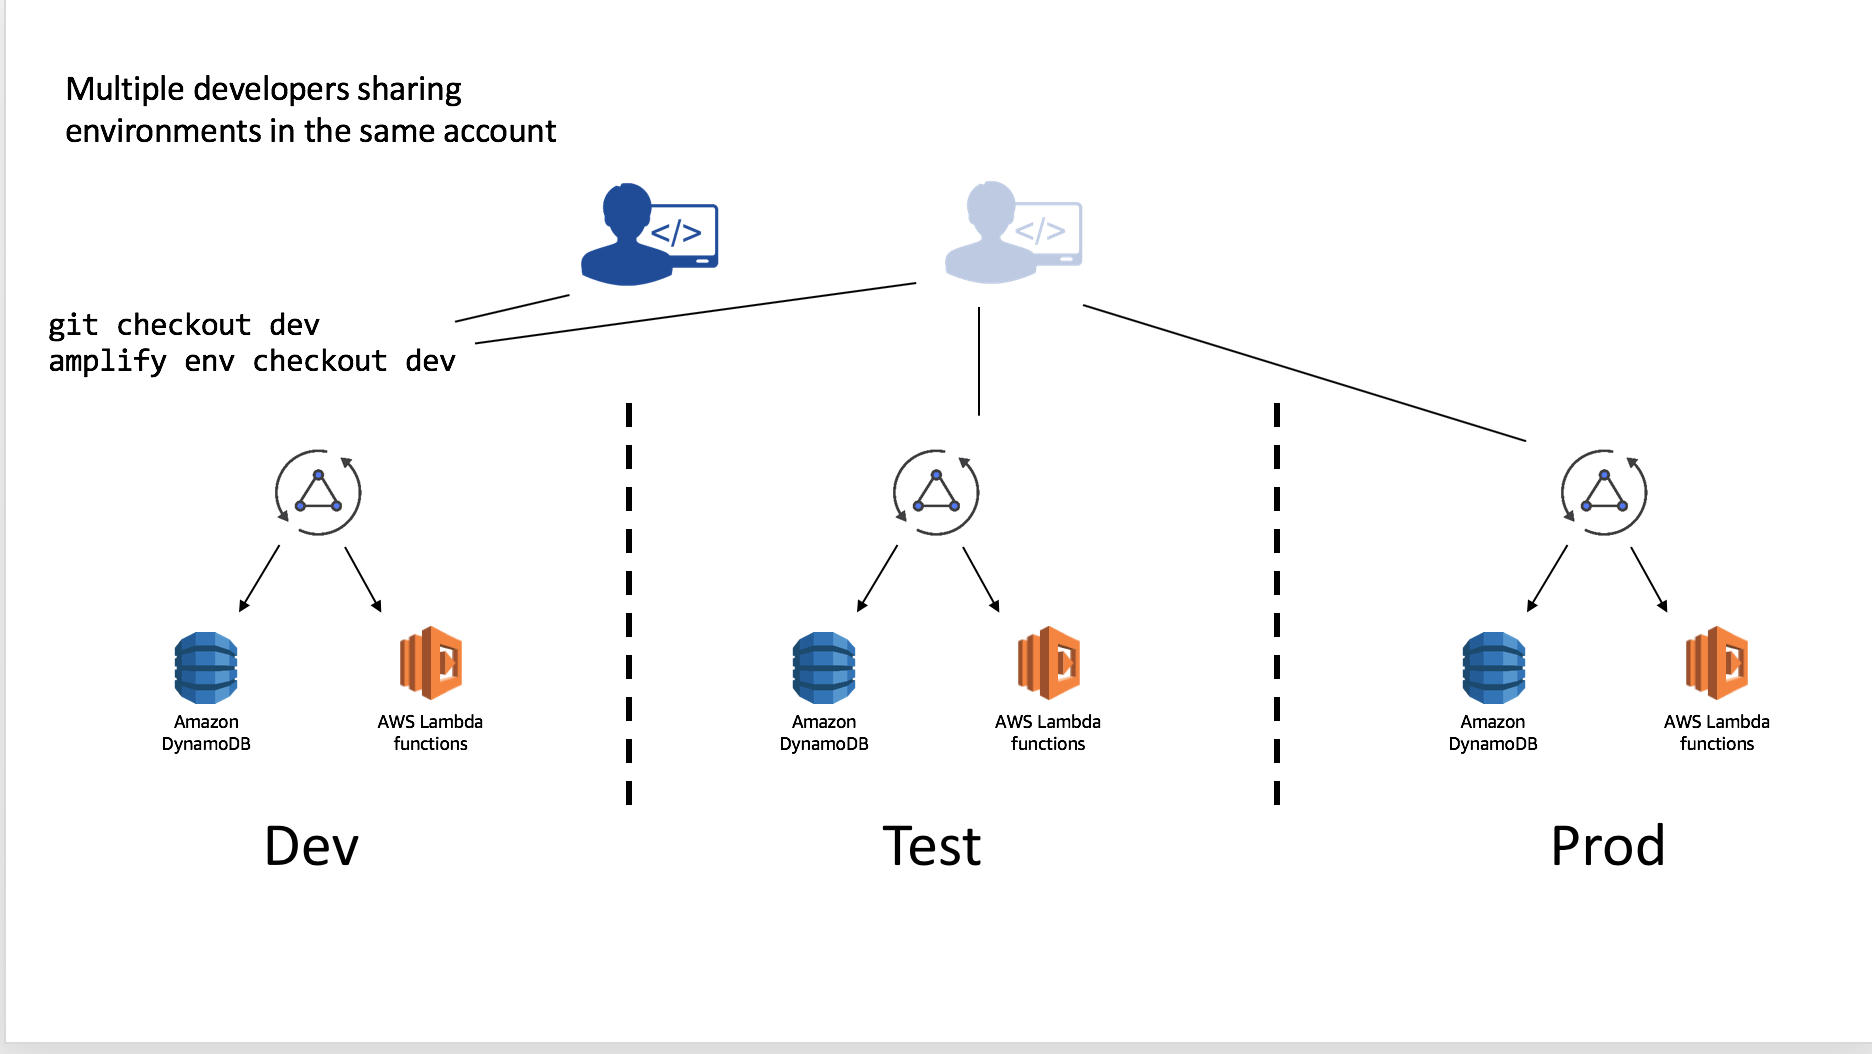 Multiple developers sharing
environments in the same account
</>
</>
git checkout dev
amplify env checkout dev
Amazon
DynamoDB
AWS Lambda
functions
Amazon
DynamoDB
AWS Lambda
functions
Amazon
DynamoDB
AWS Lambda
functions
Dev
Test
Prod